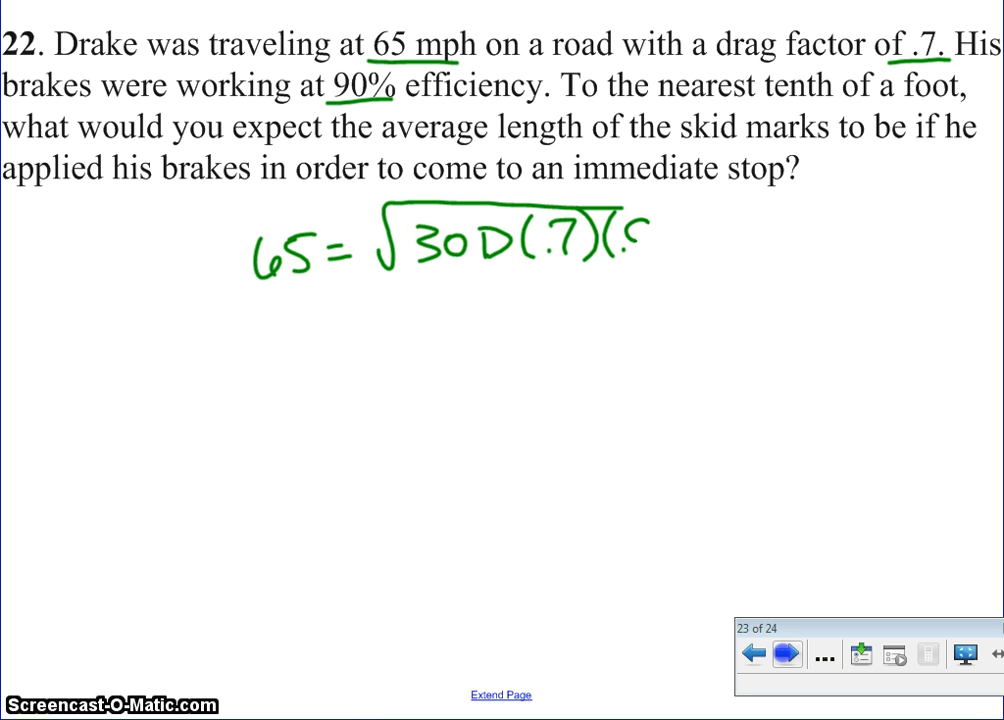 22. Drake was traveling at 65 mph on a road with a drag factor of .7. His
brakes were working at 90% efficiency. To the nearest tenth of a foot,
what would you expect the average length of the skid marks to be if he
applied his brakes in order to come to an immediate stop?
65 = √30D(.7)(.
23 of 24
...
Extend Page
Screencast-O-Matic.com